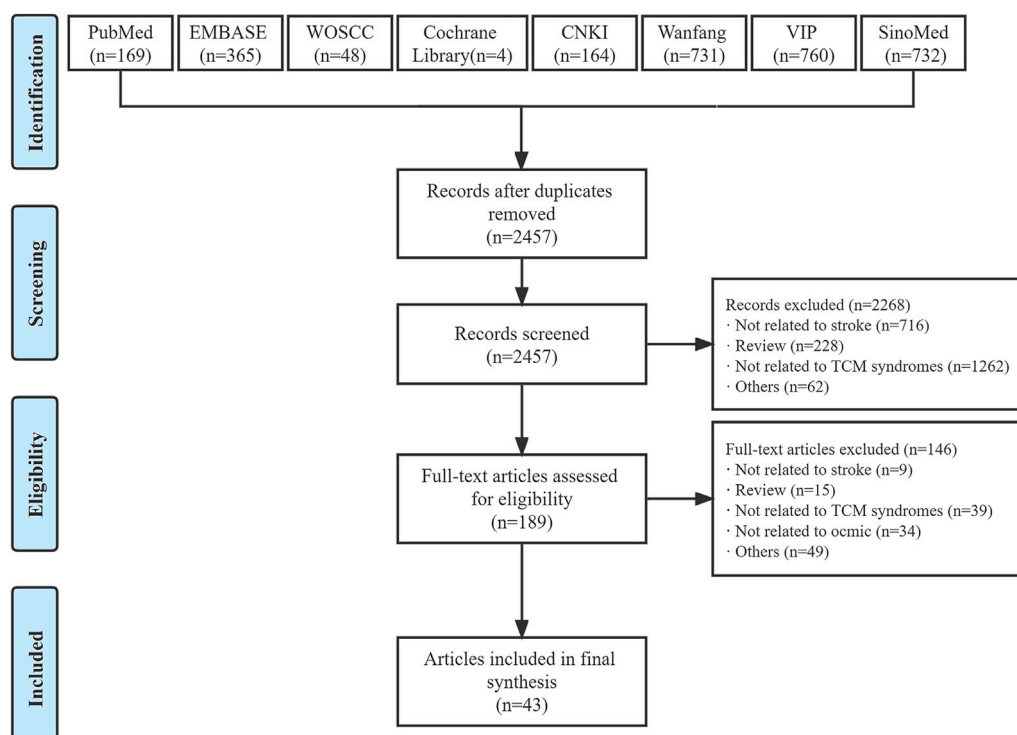 PubMed
(n=169)
EMBASE
(n=365)
WOSCC
(n=48)
Cochrane
Library(n=4)
CNKI
(n=164)
Wanfang
(n=731)
VIP
(n=760)
SinoMed
(n=732)
Identification
Records after duplicates
removed
(n=2457)
Screening
Records screened
(n=2457)
Records excluded (n=2268)
· Not related to stroke (n=716)
· Review (n=228)
· Not related to TCM syndromes (n=1262)
· Others (n=62)
Eligibility
Full-text articles assessed
for eligibility
(n=189)
Full-text articles excluded (n=146)
· Not related to stroke (n=9)
· Review (n=15)
· Not related to TCM syndromes (n=39)
· Not related to ocmic (n=34)
· Others (n=49)
Included
Articles included in final
synthesis
(n=43)